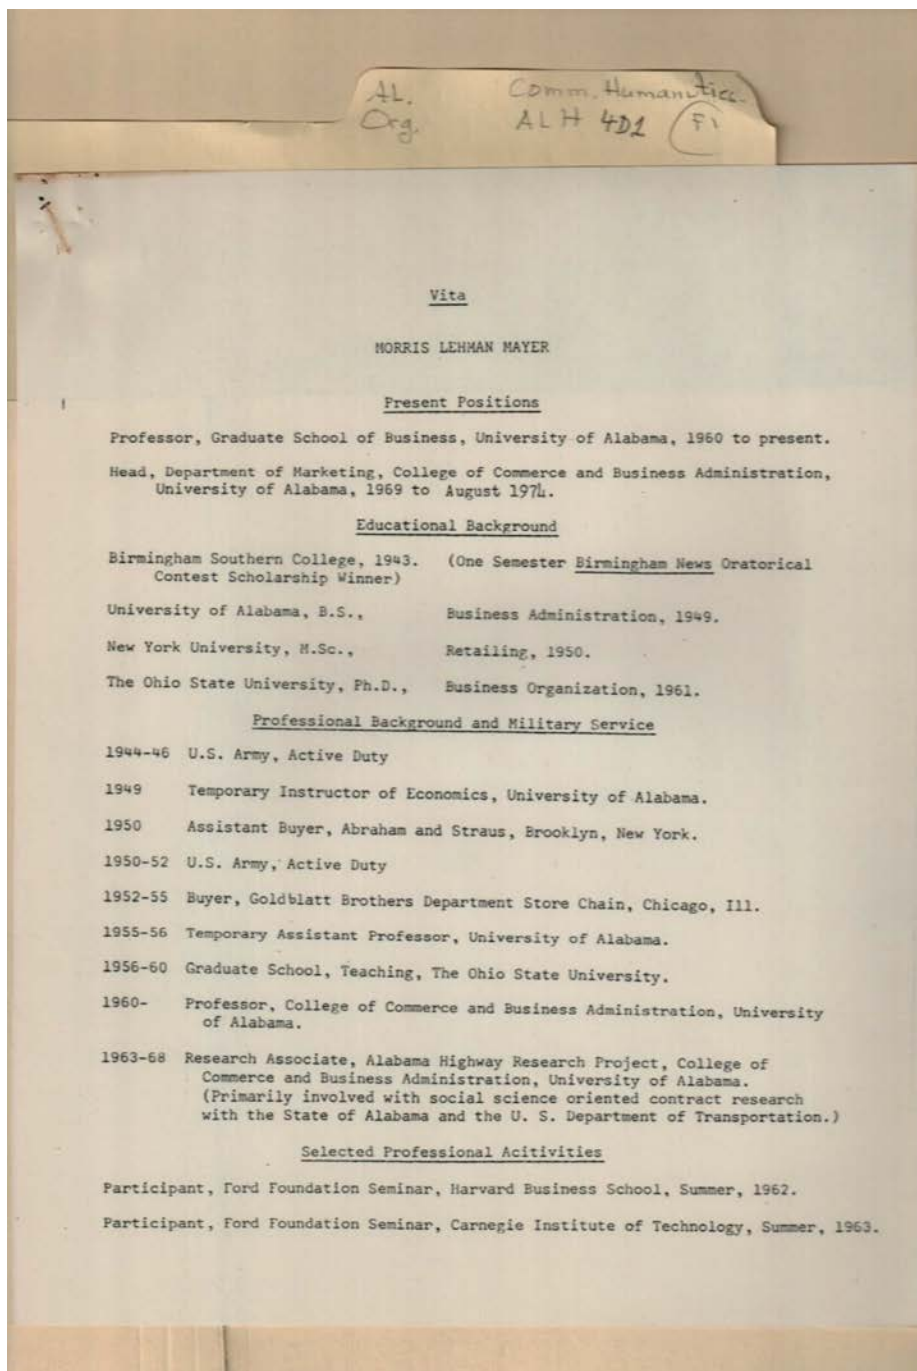 AL. Comm. Humanities.
Org. ALH 4D1 F1
Vita
MORRIS LEHMAN MAYER
Present Positions
Professor, Graduate School of Business, University of Alabama, 1960 to present.
Head, Department of Marketing, College of Commerce and Business Administration,
University of Alabama, 1969 to August 1974.
Educational Background
Birmingham Southern College, 1943. (One Semester Birmingham News Oratorical
Contest Scholarship Winner)
University of Alabama, B.S., Business Administration, 1949.
New York University, M.Sc., Retailing, 1950.
The Ohio State University, Ph.D., Business Organization, 1961.
Professional Background and Military Service
1944-46 U.S. Army, Active Duty
1949 Temporary Instructor of Economics, University of Alabama.
1950 Assistant Buyer, Abraham and Straus, Brooklyn, New York.
1950-52 U.S. Army, Active Duty
1952-55 Buyer, Goldblatt Brothers Department Store Chain, Chicago, Ill.
1955-56 Temporary Assistant Professor, University of Alabama.
1956-60 Graduate School, Teaching, The Ohio State University.
1960- Professor, College of Commerce and Business Administration, University
of Alabama.
1963-68 Research Associate, Alabama Highway Research Project, College of
Commerce and Business Administration, University of Alabama.
(Primarily involved with social science oriented contract research
with the State of Alabama and the U. S. Department of Transportation.)
Selected Professional Acitivities
Participant, Ford Foundation Seminar, Harvard Business School, Summer, 1962.
Participant, Ford Foundation Seminar, Carnegie Institute of Technology, Summer, 1963.